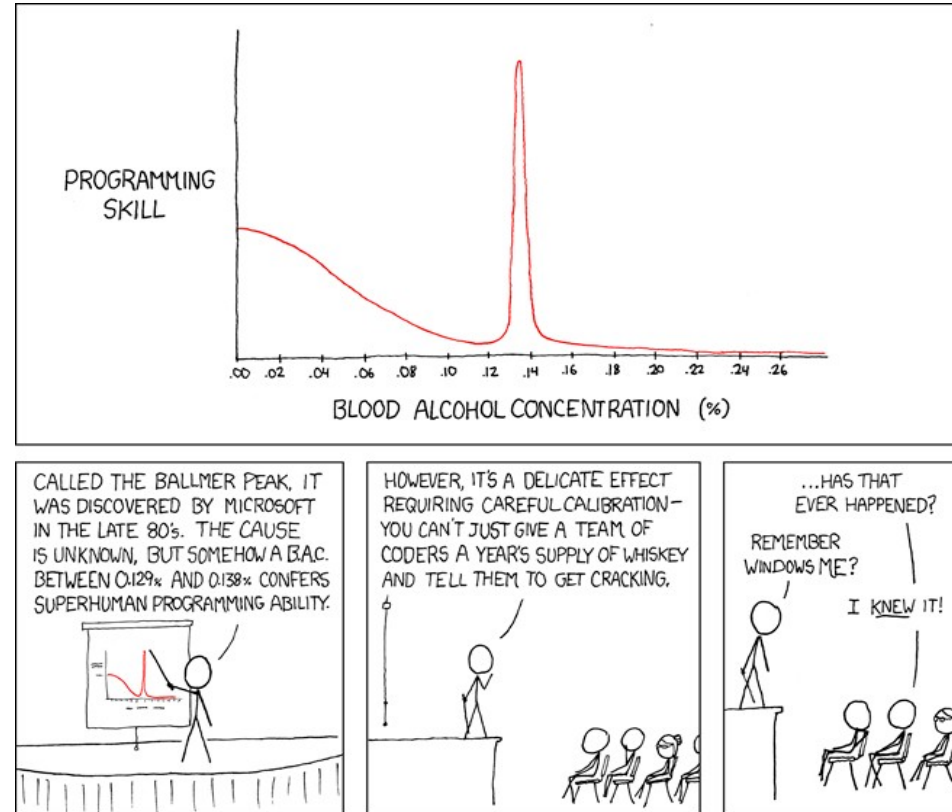 PROGRAMMING
SKILL
.00 .02 .04 .06 .08 .10 .12 .14 .16 .18 .20 .22 .24 .26
BLOOD ALCOHOL CONCENTRATION (%)
CALLED THE BALLMER PEAK, IT
WAS DISCOVERED BY MICROSOFT
IN THE LATE 80's. THE CAUSE
IS UNKNOWN, BUT SOMEHOW A B.A.C.
BETWEEN 0.129% AND 0.138% CONFERS
SUPERHUMAN PROGRAMMING ABILITY.
HOWEVER, IT'S A DELICATE EFFECT
REQUIRING CAREFUL CALIBRATION—
YOU CAN'T JUST GIVE A TEAM OF
CODERS A YEAR'S SUPPLY OF WHISKEY
AND TELL THEM TO GET CRACKING.
...HAS THAT
EVER HAPPENED?
REMEMBER
WINDOWS ME?
I KNEW IT!